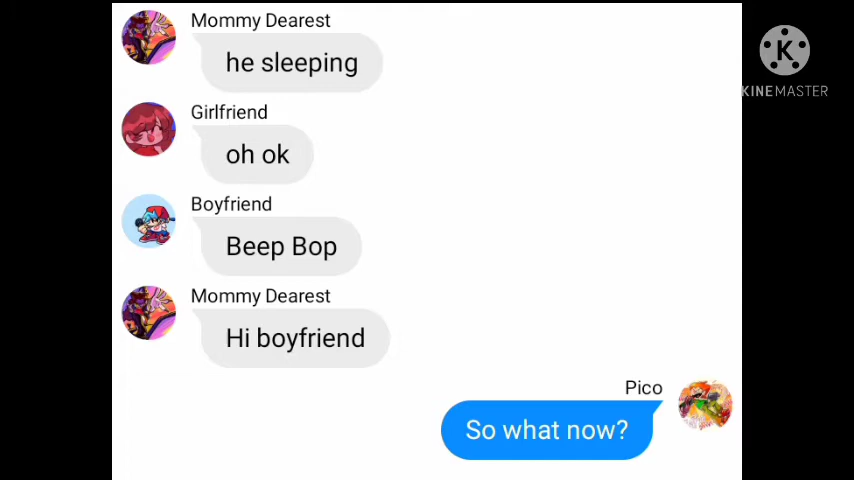 Mommy Dearest
he sleeping
Girlfriend
oh ok
Boyfriend
Beep Bop
Mommy Dearest
Hi boyfriend
Pico
So what now?
K
KINEMASTER